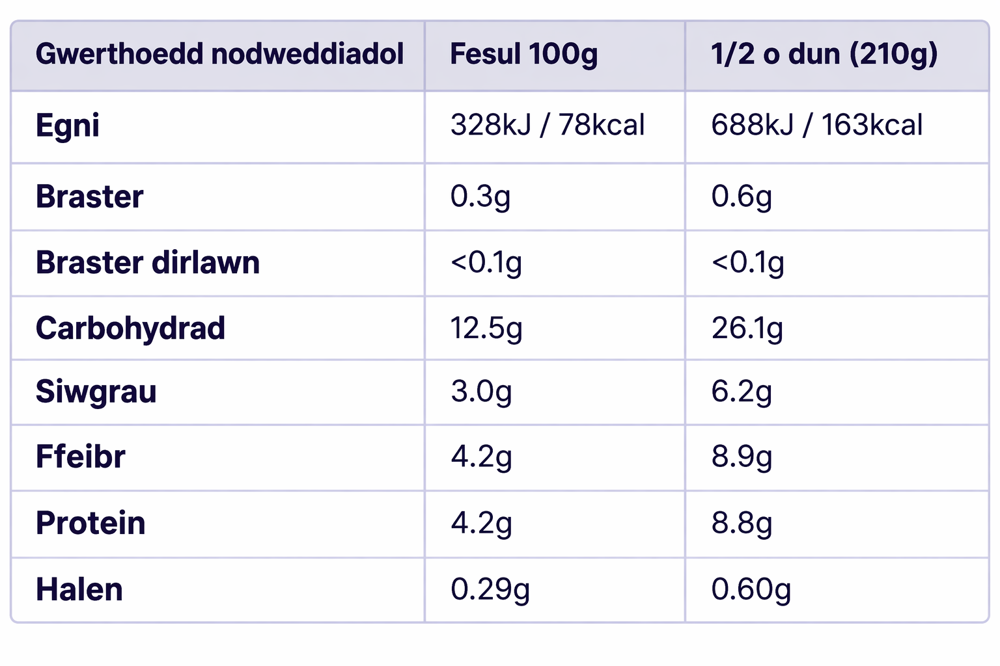 Gwerthoedd nodweddiadol Fesul 100g 1/2 o dun (210g)
Egni 328kJ / 78kcal 688kJ / 163kcal
Braster 0.3g 0.6g
Braster dirlawn <0.1g <0.1g
Carbohydrad 12.5g 26.1g
Siwgrau 3.0g 6.2g
Ffeibr 4.2g 8.9g
Protein 4.2g 8.8g
Halen 0.29g 0.60g